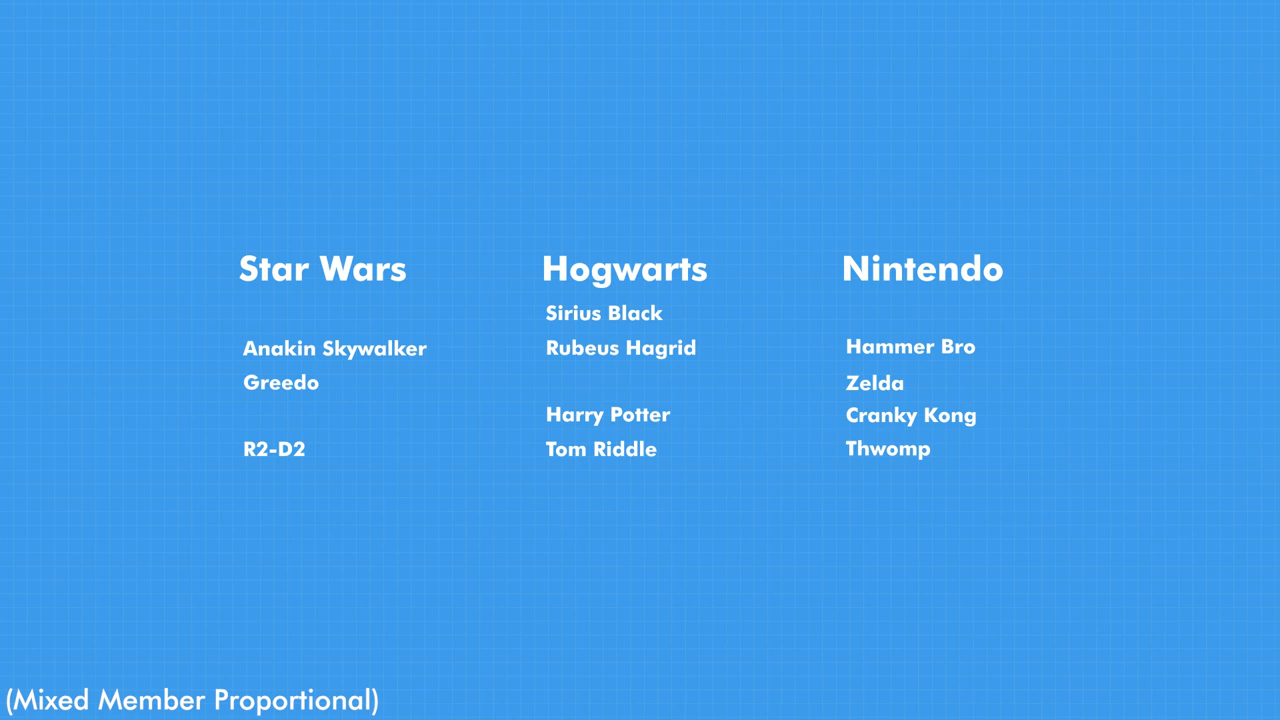 Star Wars
Anakin Skywalker
Greedo
R2-D2
Hogwarts
Sirius Black
Rubeus Hagrid
Harry Potter
Tom Riddle
Nintendo
Hammer Bro
Zelda
Cranky Kong
Thwomp
(Mixed Member Proportional)